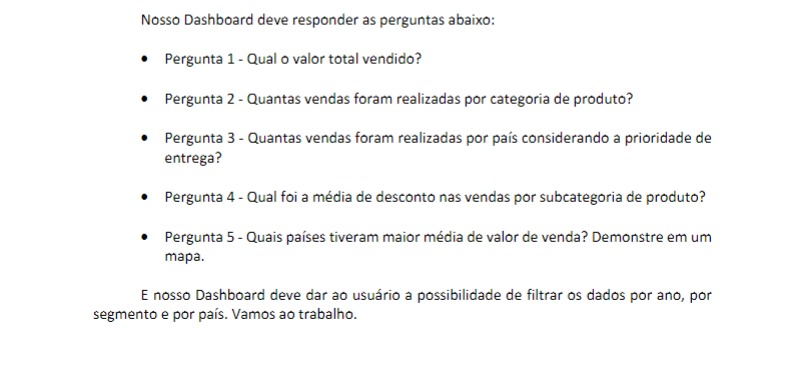 Nosso Dashboard deve responder as perguntas abaixo:
• Pergunta 1 - Qual o valor total vendido?
• Pergunta 2 - Quantas vendas foram realizadas por categoria de produto?
• Pergunta 3 - Quantas vendas foram realizadas por país considerando a prioridade de
entrega?
• Pergunta 4 - Qual foi a média de desconto nas vendas por subcategoria de produto?
• Pergunta 5 - Quais países tiveram maior média de valor de venda? Demonstre em um
mapa.
E nosso Dashboard deve dar ao usuário a possibilidade de filtrar os dados por ano, por
segmento e por país. Vamos ao trabalho.